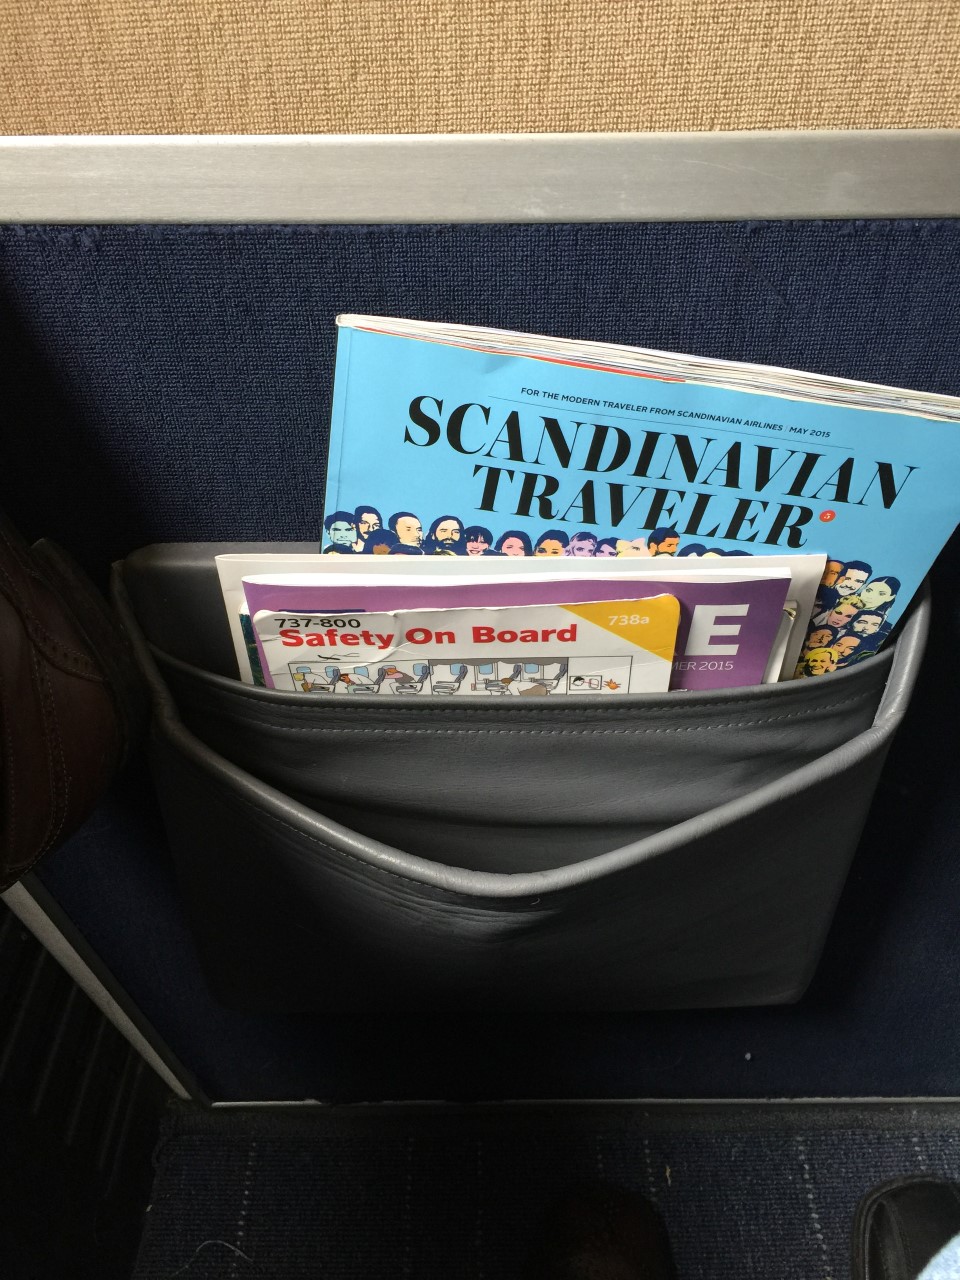 FOR THE MODERN TRAVELER FROM SCANDINAVIAN AIRLINES | MAY 2015
SCANDINAVIAN
TRAVELER
5
737-800
738a
Safety On Board
E
MER 2015